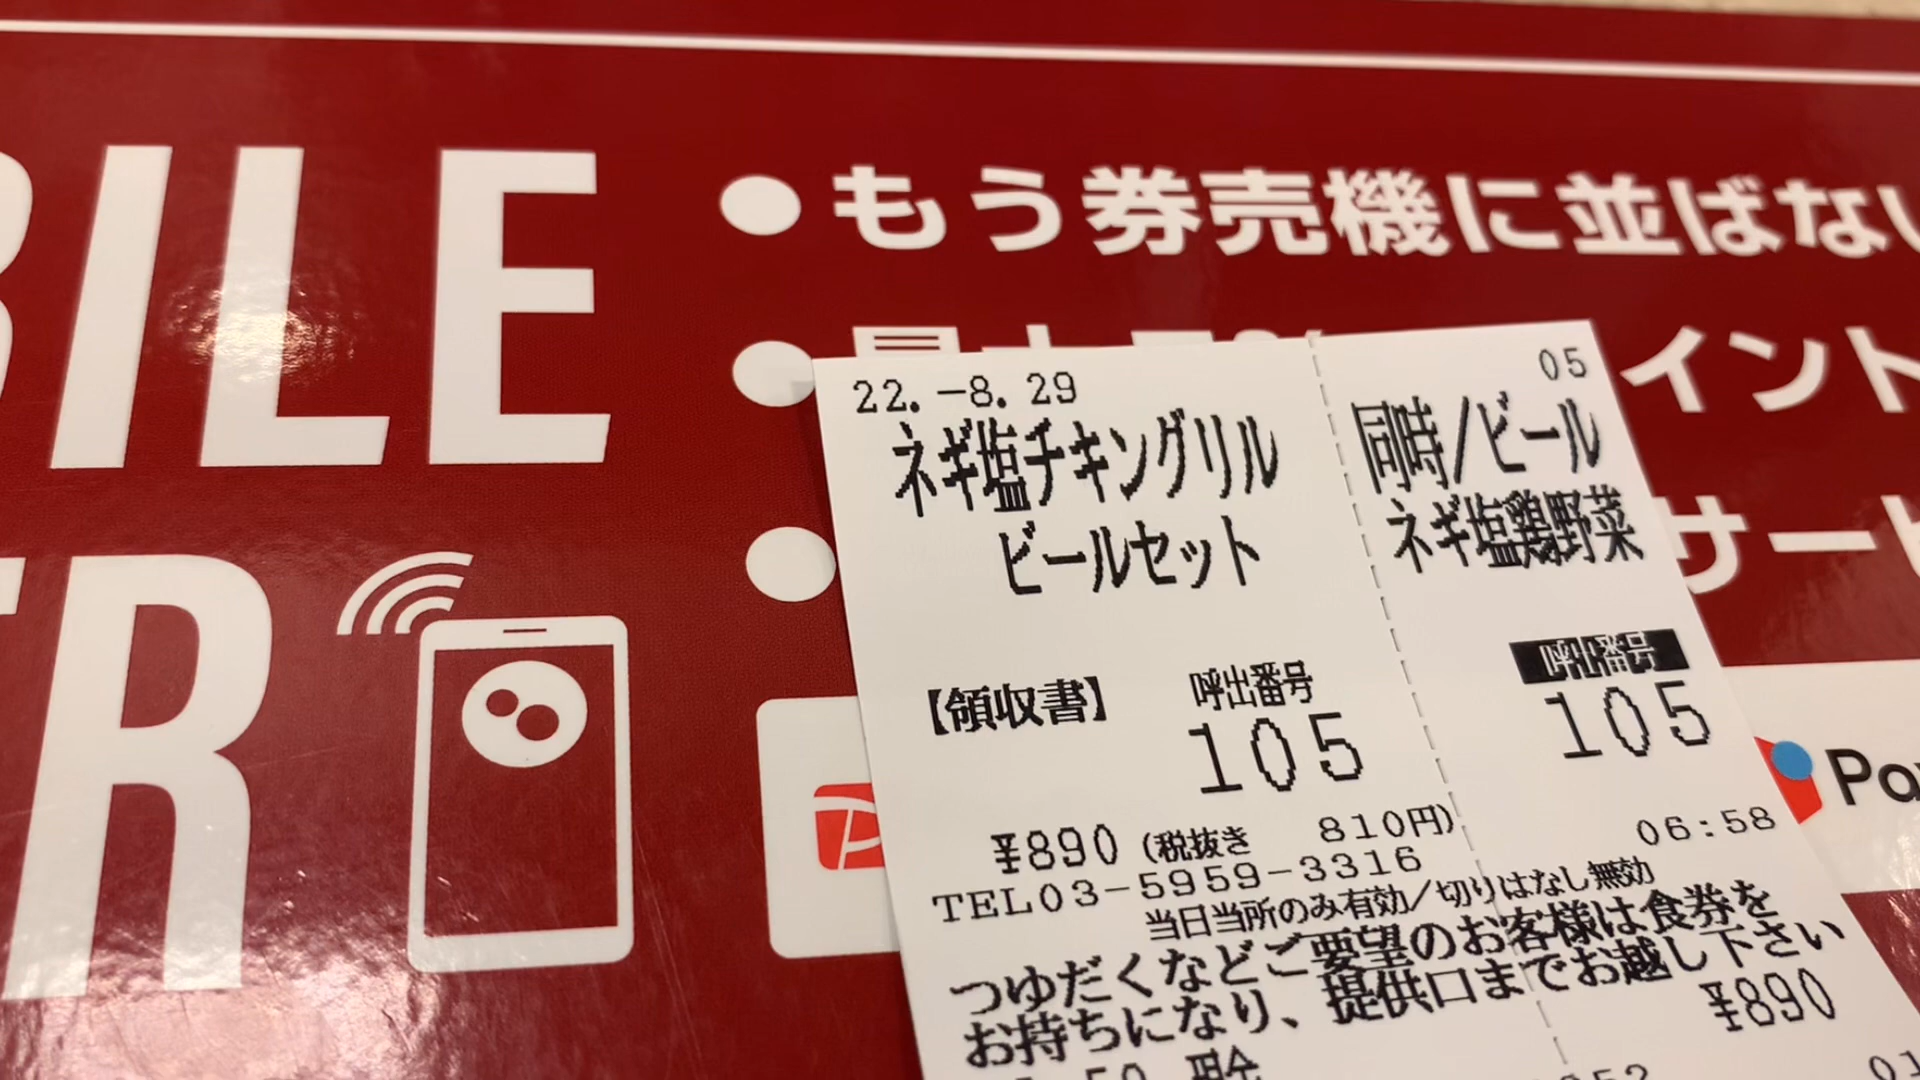 ILE
R
●もう券売機に並ばな
イント
サー
Pa
22.-8.29
ネギ塩チキングリル
ビールセット
【領収書】
呼出番号
105
¥890 (税抜き 810円)
TEL03-5959-3316
当日当所のみ有効/切りはなし無効
つゆだくなどご要望のお客様は食券を
お持ちになり、提供口までお越し下さい
現金
05
同時/ビール
ネギ塩鶏野菜
呼出番号
105
06:58
¥890